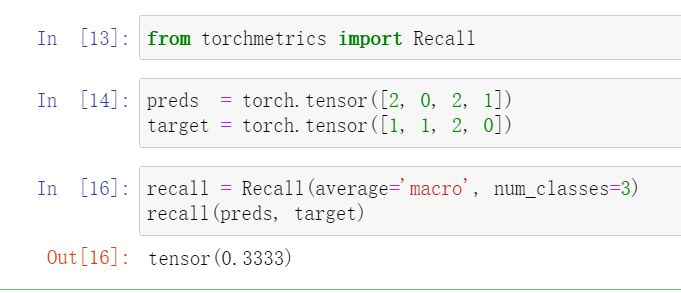 In [13]: from torchmetrics import Recall
In [14]: preds = torch.tensor([2, 0, 2, 1])
target = torch.tensor([1, 1, 2, 0])
In [16]: recall = Recall(average='macro', num_classes=3)
recall(preds, target)
Out[16]: tensor(0.3333)